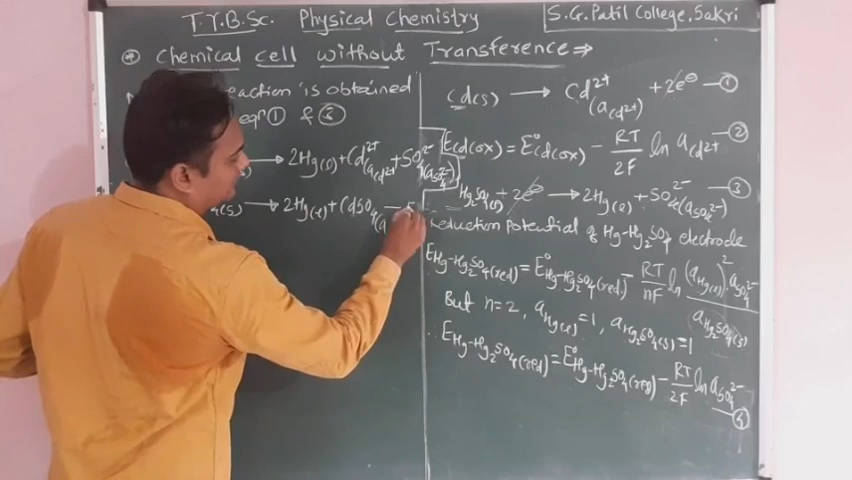 T.Y.B.Sc. Physical Chemistry
S.G. Patil College, Sakri
Chemical cell without Transference ⇒
eaction is obtained
eqⁿ ① & ③
⟶ 2Hg(l) + Cd²⁺(aCd²⁺) + SO₄²⁻(aSO₄²⁻)
(s) ⟶ 2Hg(l) + CdSO₄(a — 5
Cd(s) ⟶ Cd²⁺(aCd²⁺) + 2e⊖ — ①
ECd(ox) = E°Cd(ox) - RT/2F ln aCd²⁺ — ②
Hg₂SO₄(s) + 2e⊖ ⟶ 2Hg(l) + SO₄²⁻(aSO₄²⁻) — ③
reduction potential of Hg-Hg₂SO₄ electrode
EHg-Hg₂SO₄(red) = E°Hg-Hg₂SO₄(red) - RT/nF ln (aHg(l))². aSO₄²⁻ / aHg₂SO₄(s)
But n=2, aHg(l)=1, aHg₂SO₄(s)=1
∴ EHg-Hg₂SO₄(red) = E°Hg-Hg₂SO₄(red) - RT/2F ln aSO₄²⁻ — ④